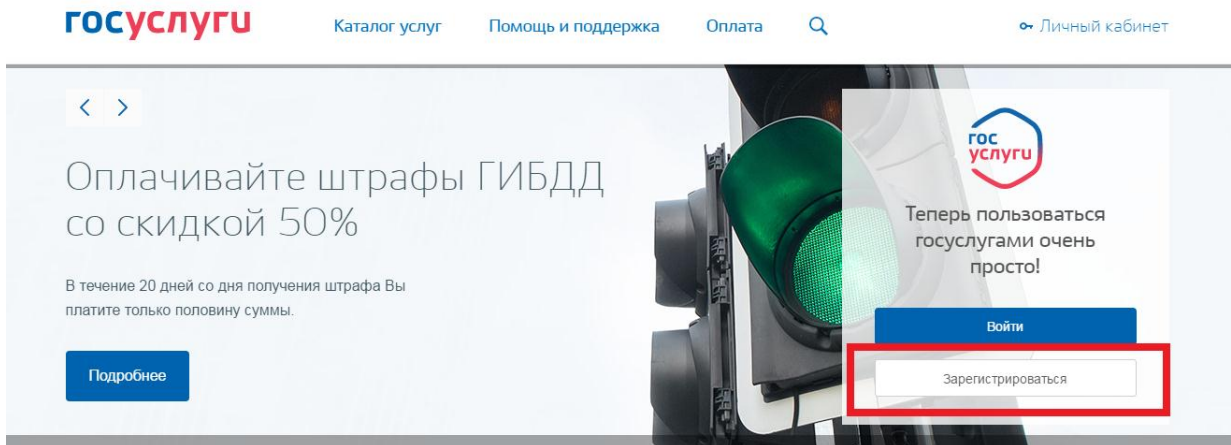 госуслуги
Каталог услуг
Помощь и поддержка
Оплата
Личный кабинет
Оплачивайте штрафы ГИБДД
со скидкой 50%
В течение 20 дней со дня получения штрафа Вы
платите только половину суммы.
Подробнее
гос
услуги
Теперь пользоваться
госуслугами очень
просто!
Войти
Зарегистрироваться